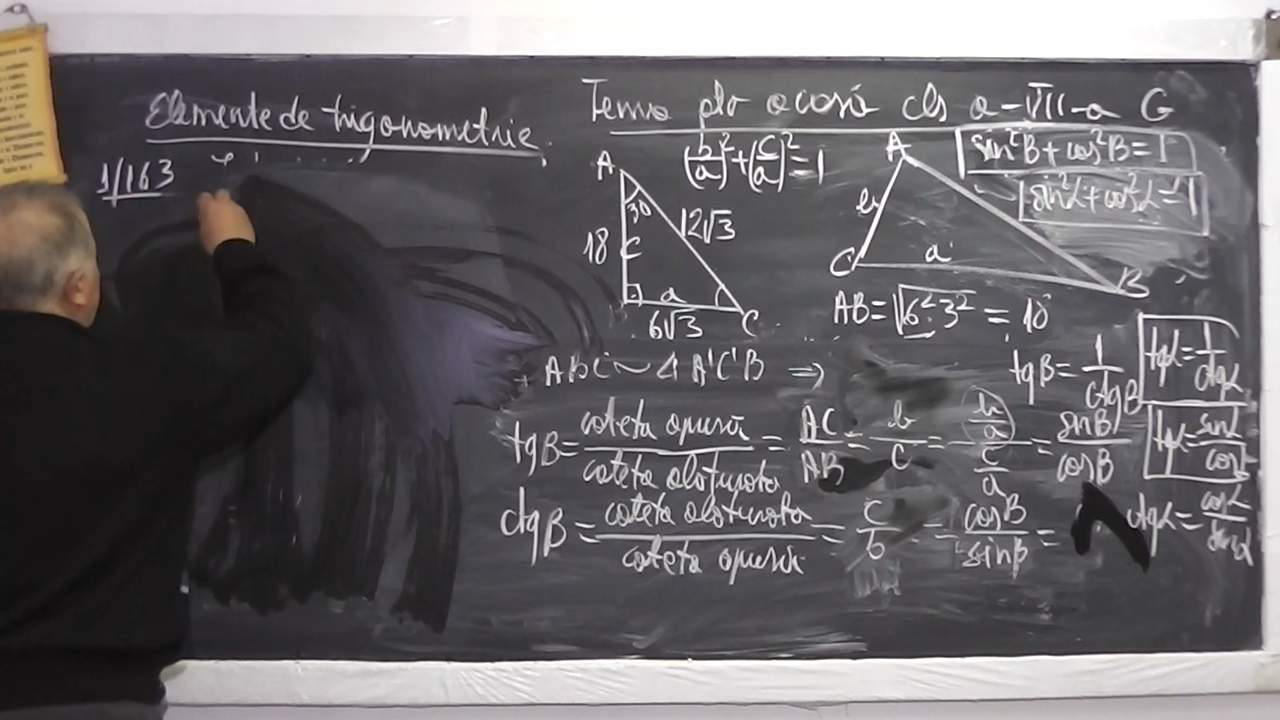 Elemente de trigonometrie
1/163
Tema ptr acasă cls a-VII-a G
(b/a)²+(c/a)²=1
sin²B+cos²B=1
sin²α+cos²α=1
A
30
12√3
18
C
a
6√3
C
A
b
C
a
B
AB=√6²·3² = 18
ABC ~ Δ A'C'B ⇒
tgB= 1/ctgB
tgα= 1/ctgα
tgB= cateta opusă/cateta alăturată = AC/AB = b/c = b/a / c/a = sinB/cosB
tgα= sinα/cosα
ctgB = cateta alăturată/cateta opusă = c/b = cosB/sinB =
ctgα= cosα/sinα